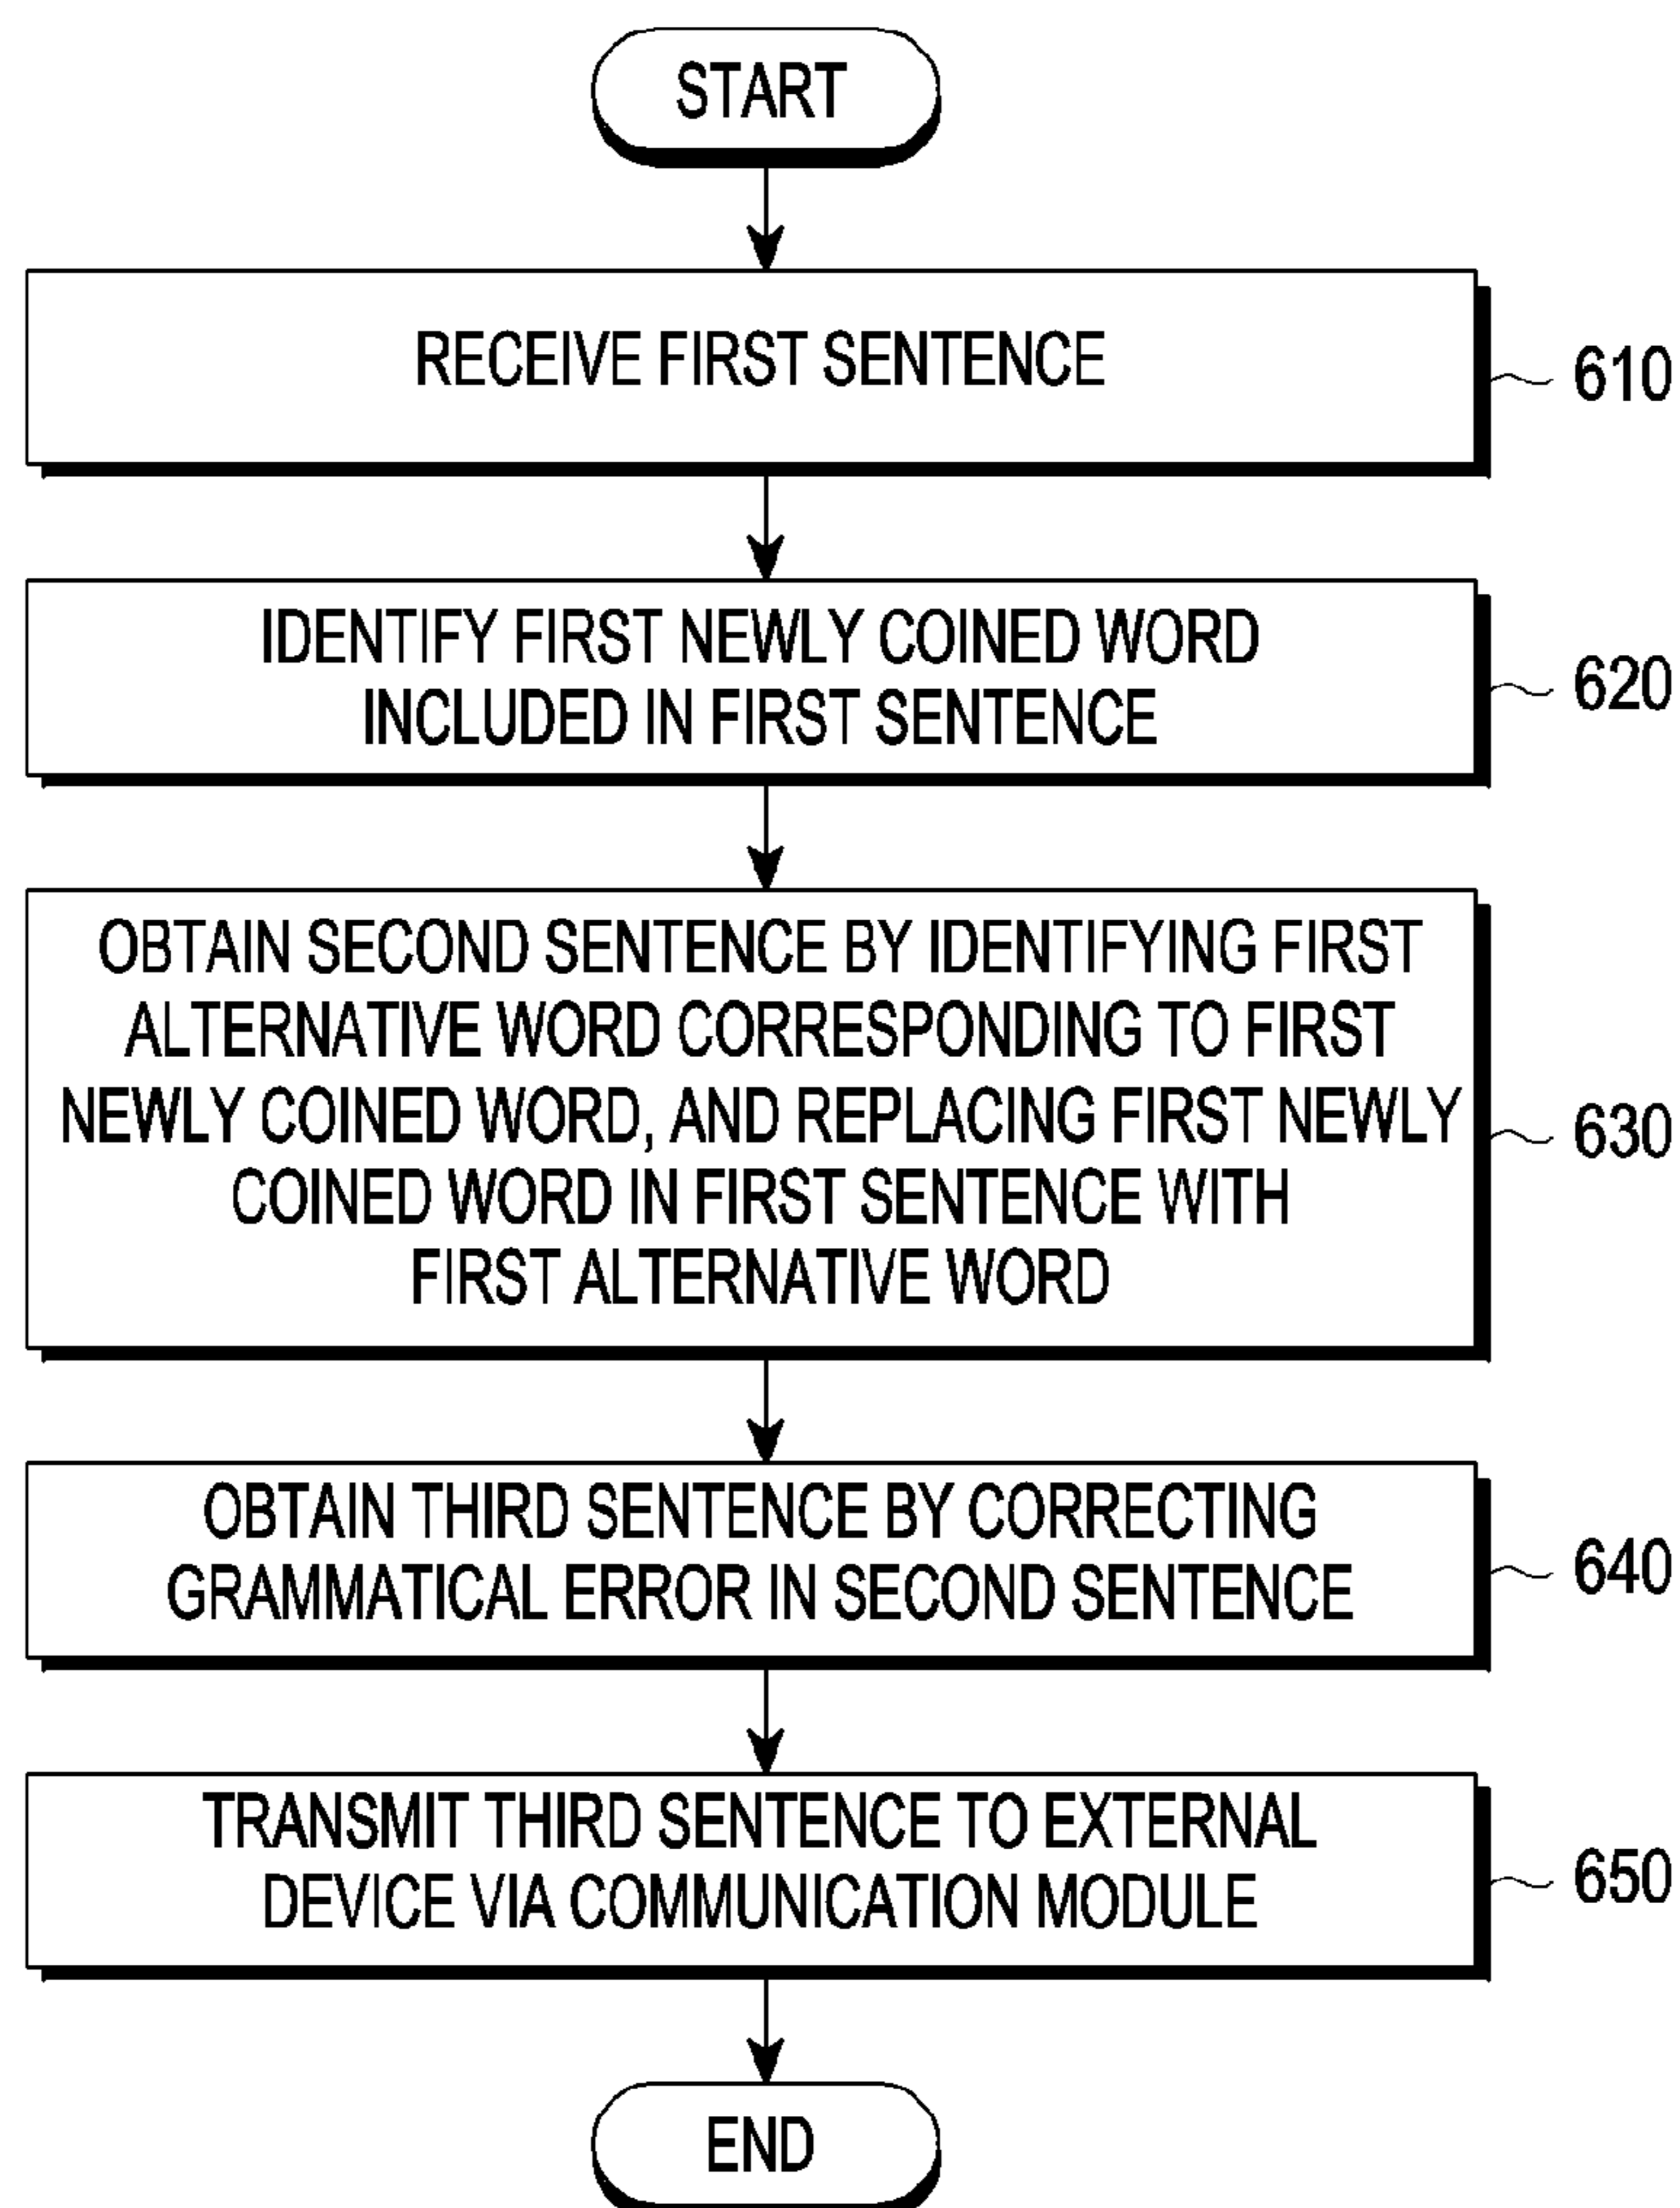 START
RECEIVE FIRST SENTENCE
610
IDENTIFY FIRST NEWLY COINED WORD
INCLUDED IN FIRST SENTENCE
620
OBTAIN SECOND SENTENCE BY IDENTIFYING FIRST
ALTERNATIVE WORD CORRESPONDING TO FIRST
NEWLY COINED WORD, AND REPLACING FIRST NEWLY
COINED WORD IN FIRST SENTENCE WITH
FIRST ALTERNATIVE WORD
630
OBTAIN THIRD SENTENCE BY CORRECTING
GRAMMATICAL ERROR IN SECOND SENTENCE
640
TRANSMIT THIRD SENTENCE TO EXTERNAL
DEVICE VIA COMMUNICATION MODULE
650
END